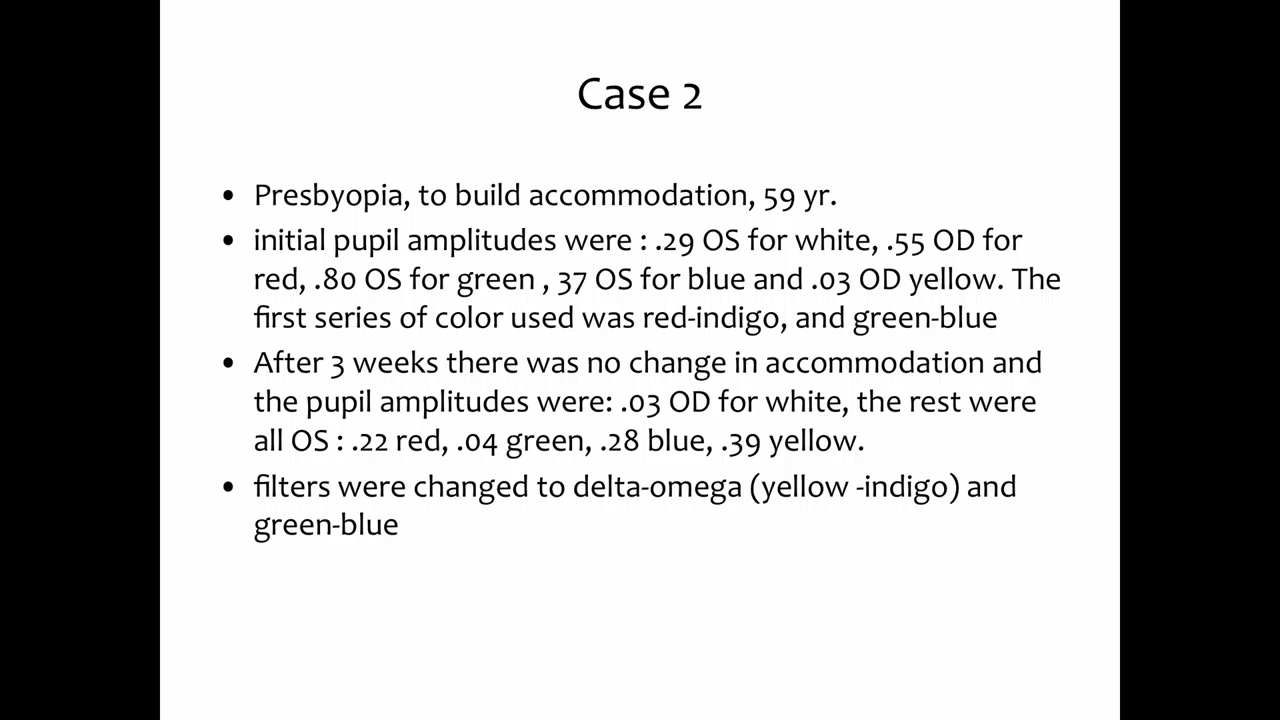 Case 2
• Presbyopia, to build accommodation, 59 yr.
• initial pupil amplitudes were : .29 OS for white, .55 OD for
red, .80 OS for green , 37 OS for blue and .03 OD yellow. The
first series of color used was red-indigo, and green-blue
• After 3 weeks there was no change in accommodation and
the pupil amplitudes were: .03 OD for white, the rest were
all OS : .22 red, .04 green, .28 blue, .39 yellow.
• filters were changed to delta-omega (yellow -indigo) and
green-blue